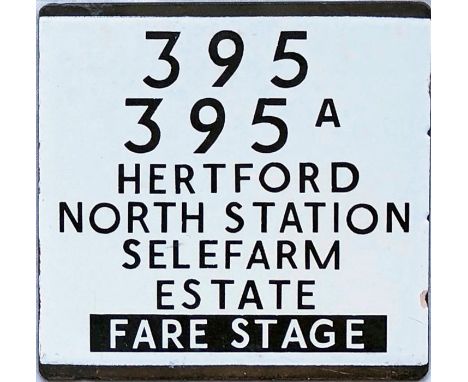 395
395A
HERTFORD
NORTH STATION
SELEFARM
ESTATE
FARE STAGE